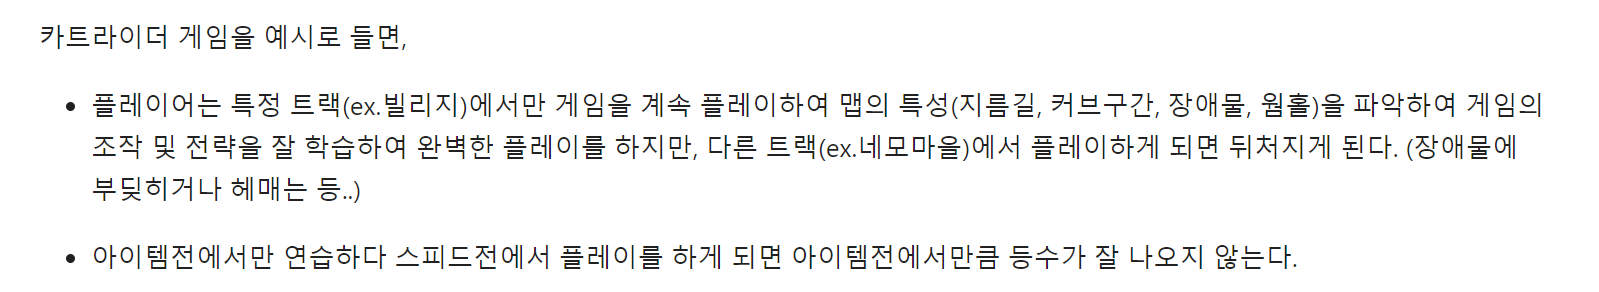 카트라이더 게임을 예시로 들면,
• 플레이어는 특정 트랙(ex.빌리지)에서만 게임을 계속 플레이하여 맵의 특성(지름길, 커브구간, 장애물, 웜홀)을 파악하여 게임의
조작 및 전략을 잘 학습하여 완벽한 플레이를 하지만, 다른 트랙(ex.네모마을)에서 플레이하게 되면 뒤처지게 된다. (장애물에
부딪히거나 헤매는 등..)
• 아이템전에서만 연습하다 스피드전에서 플레이를 하게 되면 아이템전에서만큼 등수가 잘 나오지 않는다.